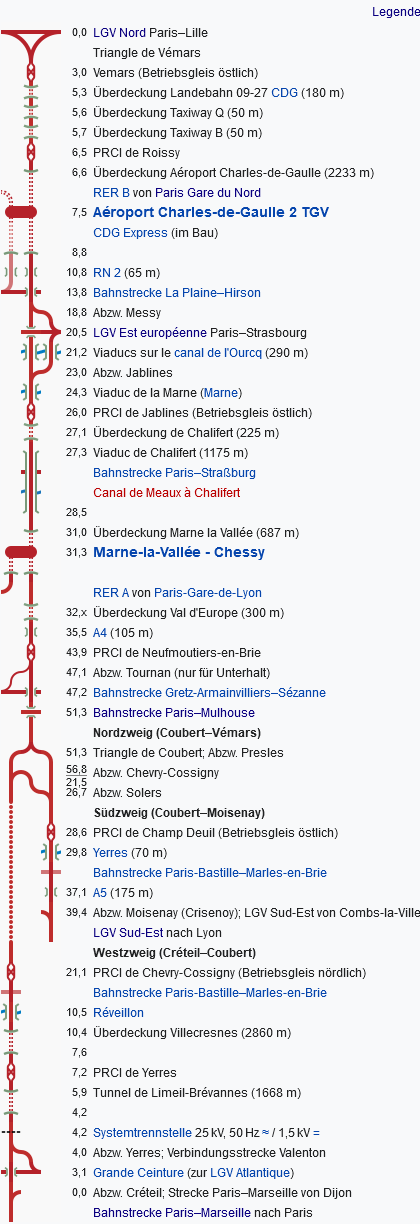 Legende
0,0 LGV Nord Paris–Lille
Triangle de Vémars
3,0 Vemars (Betriebsgleis östlich)
5,3 Überdeckung Landebahn 09-27 CDG (180 m)
5,6 Überdeckung Taxiway Q (50 m)
5,7 Überdeckung Taxiway B (50 m)
6,5 PRCI de Roissy
6,6 Überdeckung Aéroport Charles-de-Gaulle (2233 m)
RER B von Paris Gare du Nord
7,5 Aéroport Charles-de-Gaulle 2 TGV
CDG Express (im Bau)
8,8
10,8 RN 2 (65 m)
13,8 Bahnstrecke La Plaine–Hirson
18,8 Abzw. Messy
20,5 LGV Est européenne Paris–Strasbourg
21,2 Viaducs sur le canal de l'Ourcq (290 m)
23,0 Abzw. Jablines
24,3 Viaduc de la Marne (Marne)
26,0 PRCI de Jablines (Betriebsgleis östlich)
27,1 Überdeckung de Chalifert (225 m)
27,3 Viaduc de Chalifert (1175 m)
Bahnstrecke Paris–Straßburg
Canal de Meaux à Chalifert
28,5
31,0 Überdeckung Marne la Vallée (687 m)
31,3 Marne-la-Vallée - Chessy
RER A von Paris-Gare-de-Lyon
32,x Überdeckung Val d'Europe (300 m)
35,5 A4 (105 m)
43,9 PRCI de Neufmoutiers-en-Brie
47,1 Abzw. Tournan (nur für Unterhalt)
47,2 Bahnstrecke Gretz-Armainvilliers–Sézanne
51,3 Bahnstrecke Paris–Mulhouse
Nordzweig (Coubert–Vémars)
51,3 Triangle de Coubert; Abzw. Presles
56,8
21,5 Abzw. Chevry-Cossigny
26,7 Abzw. Solers
Südzweig (Coubert–Moisenay)
28,6 PRCI de Champ Deuil (Betriebsgleis östlich)
29,8 Yerres (70 m)
Bahnstrecke Paris-Bastille–Marles-en-Brie
37,1 A5 (175 m)
39,4 Abzw. Moisenay (Crisenoy); LGV Sud-Est von Combs-la-Ville
LGV Sud-Est nach Lyon
Westzweig (Créteil–Coubert)
21,1 PRCI de Chevry-Cossigny (Betriebsgleis nördlich)
Bahnstrecke Paris-Bastille–Marles-en-Brie
10,5 Réveillon
10,4 Überdeckung Villecresnes (2860 m)
7,6
7,2 PRCI de Yerres
5,9 Tunnel de Limeil-Brévannes (1668 m)
4,2
4,2 Systemtrennstelle 25 kV, 50 Hz ≈ / 1,5 kV =
4,0 Abzw. Yerres; Verbindungsstrecke Valenton
3,1 Grande Ceinture (zur LGV Atlantique)
0,0 Abzw. Créteil; Strecke Paris–Marseille von Dijon
Bahnstrecke Paris–Marseille nach Paris